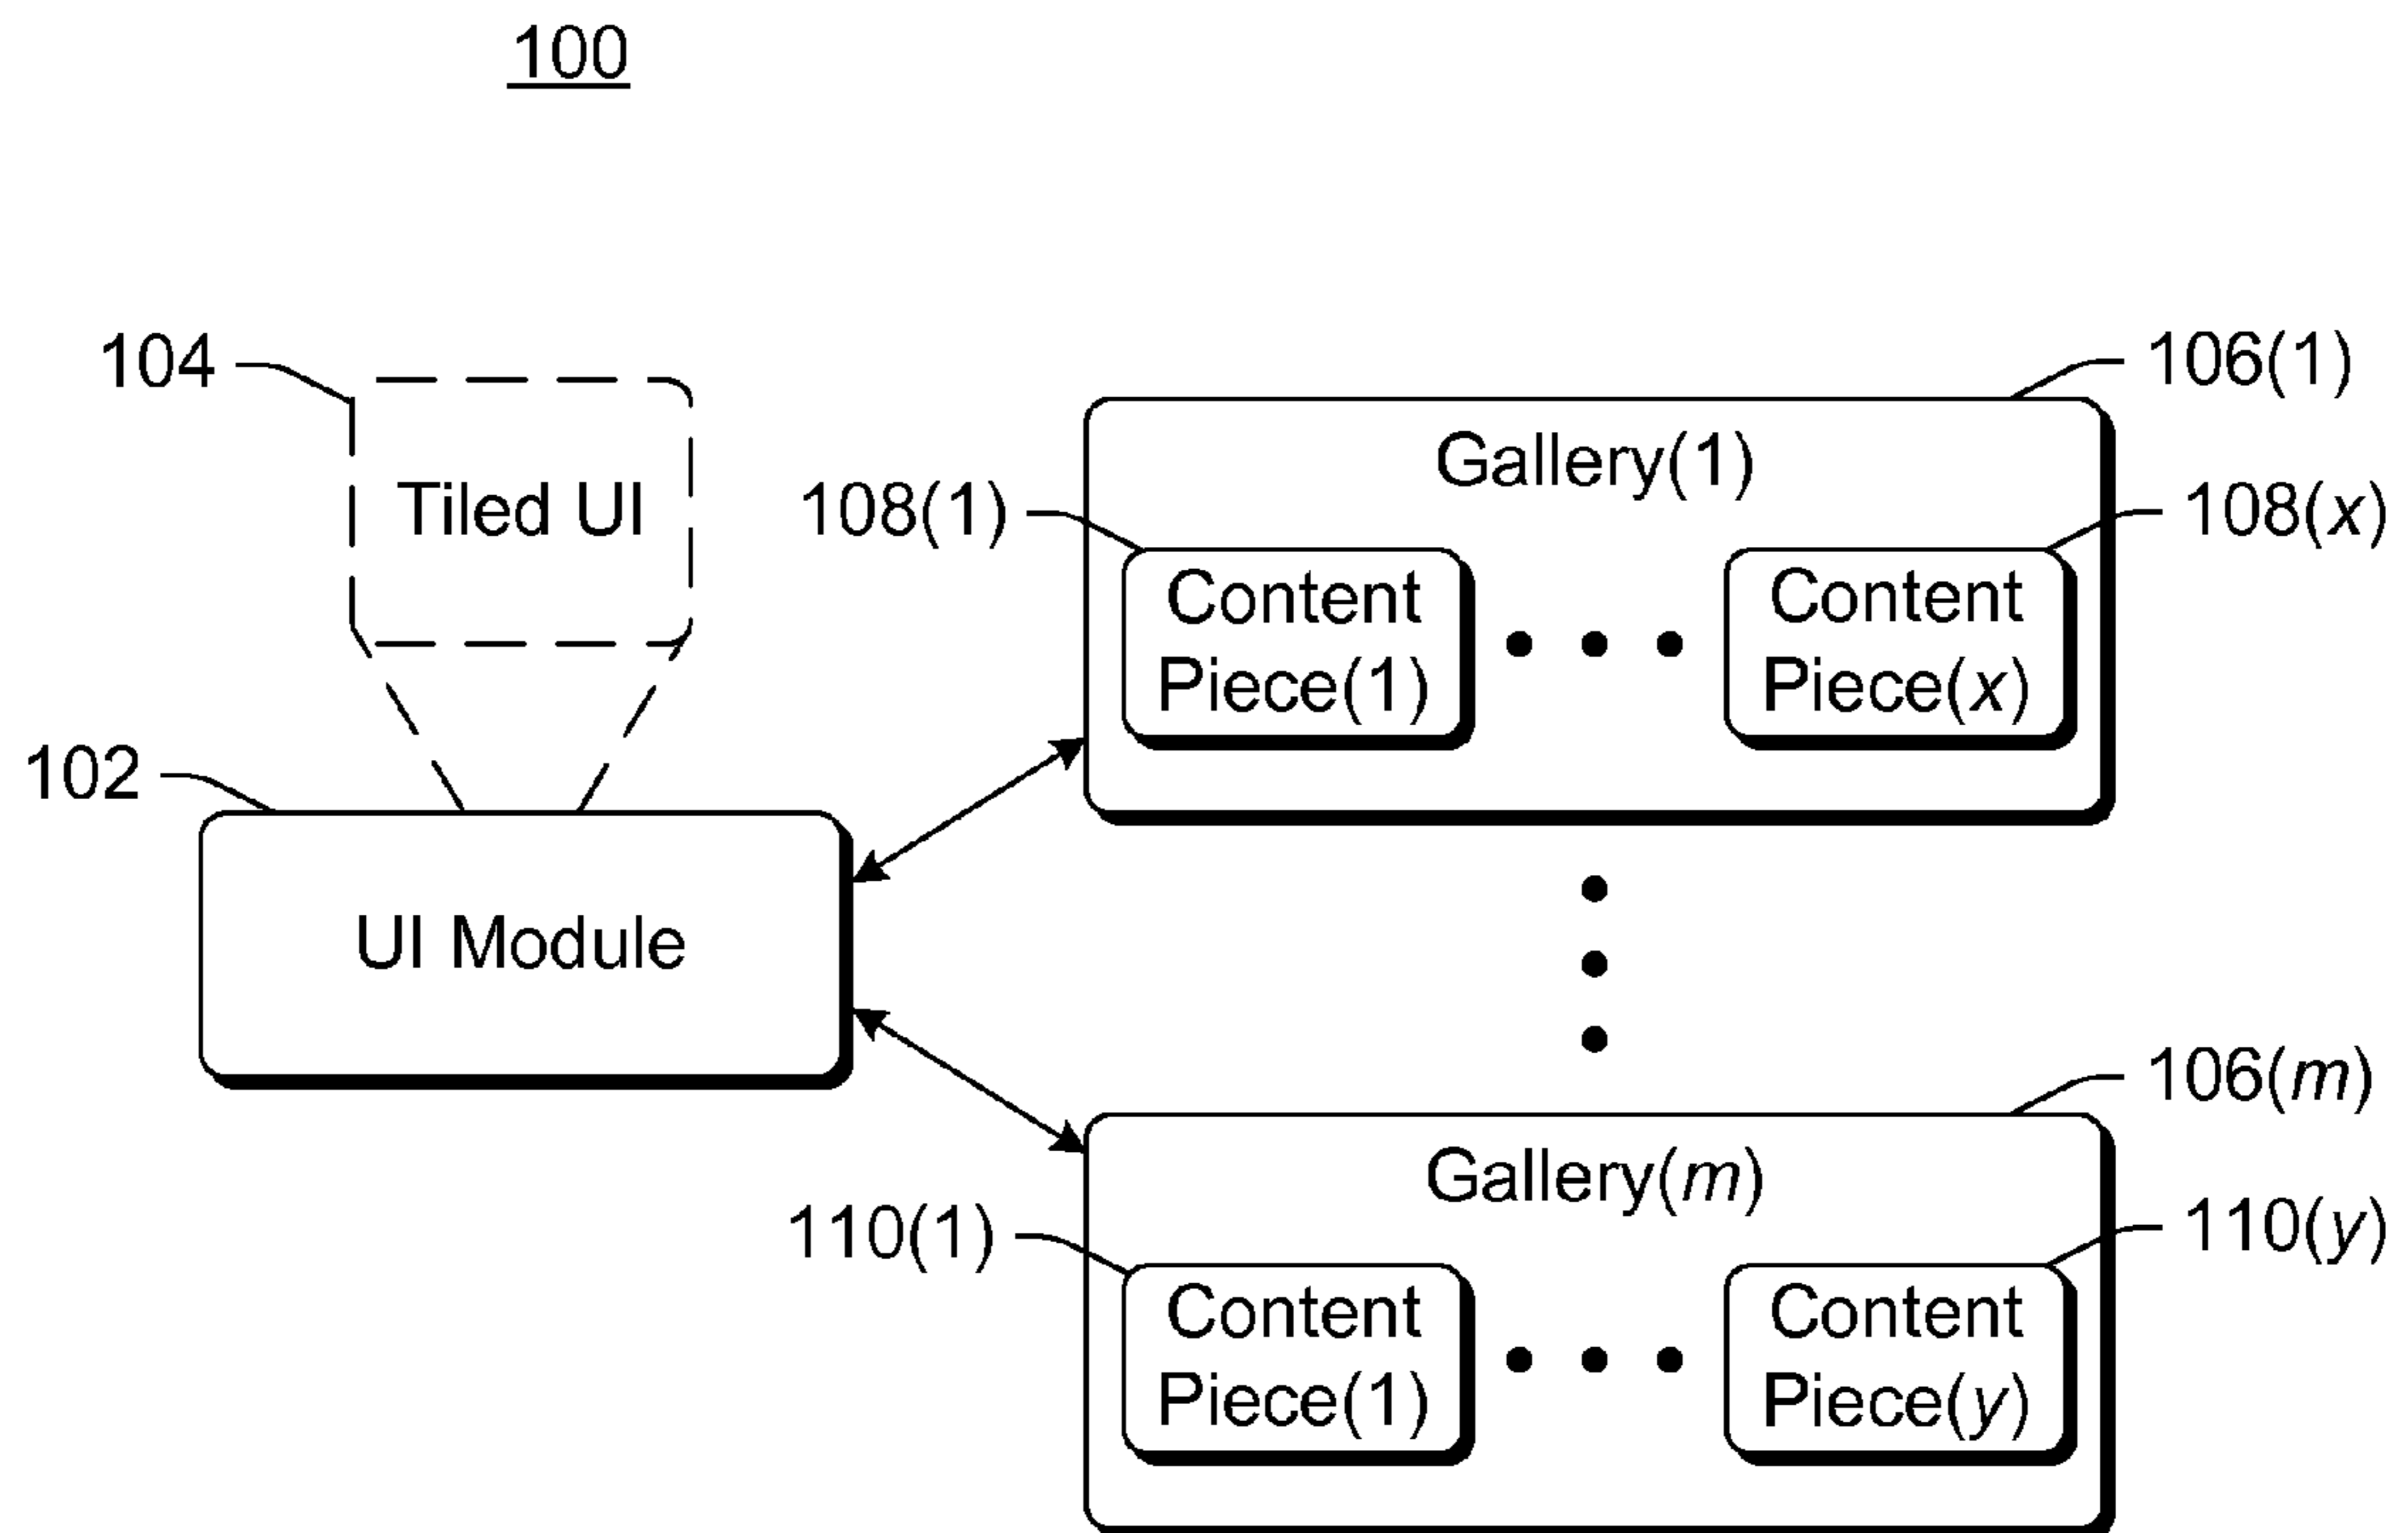 100
104
Tiled UI
102
UI Module
106(1)
Gallery(1)
108(1)
108(x)
Content
Piece(1)
Content
Piece(x)
106(m)
Gallery(m)
110(1)
110(y)
Content
Piece(1)
Content
Piece(y)